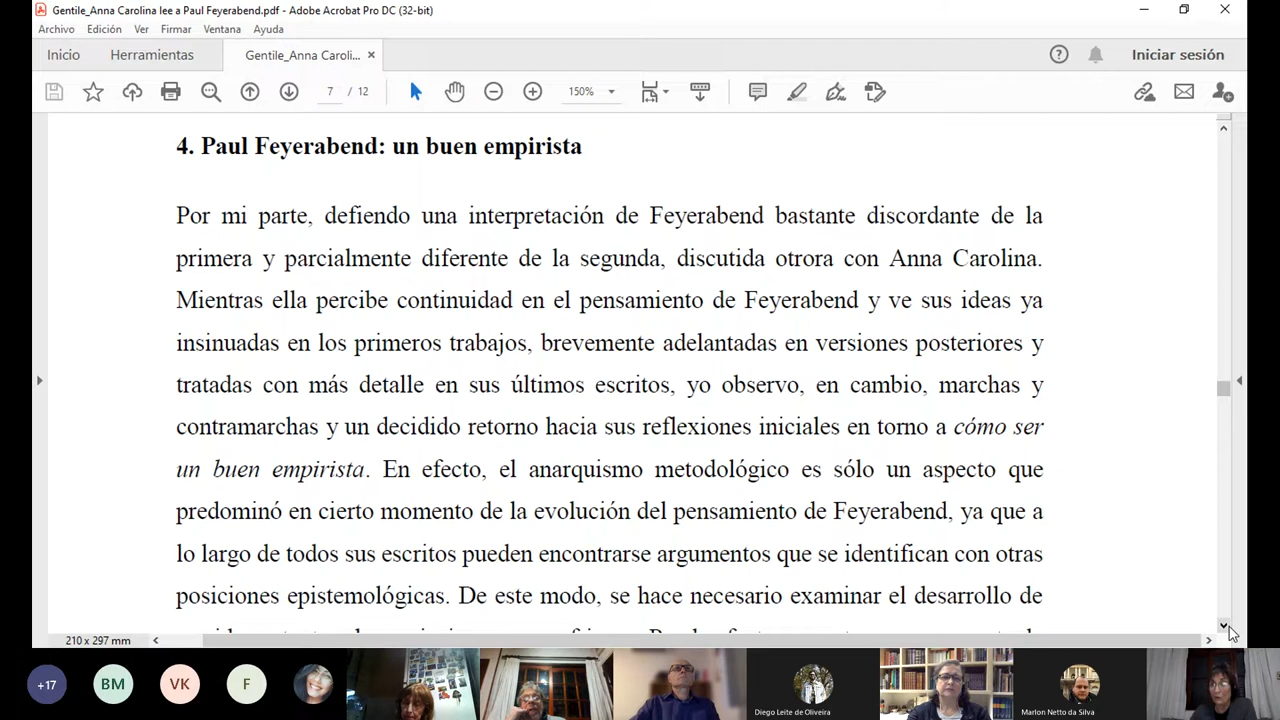 Gentile_Anna Carolina lee a Paul Feyerabend.pdf - Adobe Acrobat Pro DC (32-bit)
Archivo Edición Ver Firmar Ventana Ayuda
Inicio Herramientas Gentile_Anna Caroli... × Iniciar sesión
7 / 12 150%
4. Paul Feyerabend: un buen empirista
Por mi parte, defiendo una interpretación de Feyerabend bastante discordante de la
primera y parcialmente diferente de la segunda, discutida otrora con Anna Carolina.
Mientras ella percibe continuidad en el pensamiento de Feyerabend y ve sus ideas ya
insinuadas en los primeros trabajos, brevemente adelantadas en versiones posteriores y
tratadas con más detalle en sus últimos escritos, yo observo, en cambio, marchas y
contramarchas y un decidido retorno hacia sus reflexiones iniciales en torno a cómo ser
un buen empirista. En efecto, el anarquismo metodológico es sólo un aspecto que
predominó en cierto momento de la evolución del pensamiento de Feyerabend, ya que a
lo largo de todos sus escritos pueden encontrarse argumentos que se identifican con otras
posiciones epistemológicas. De este modo, se hace necesario examinar el desarrollo de
210 x 297 mm
+17 BM VK F
Diego Leite de Oliveira Marlon Netto da Silva